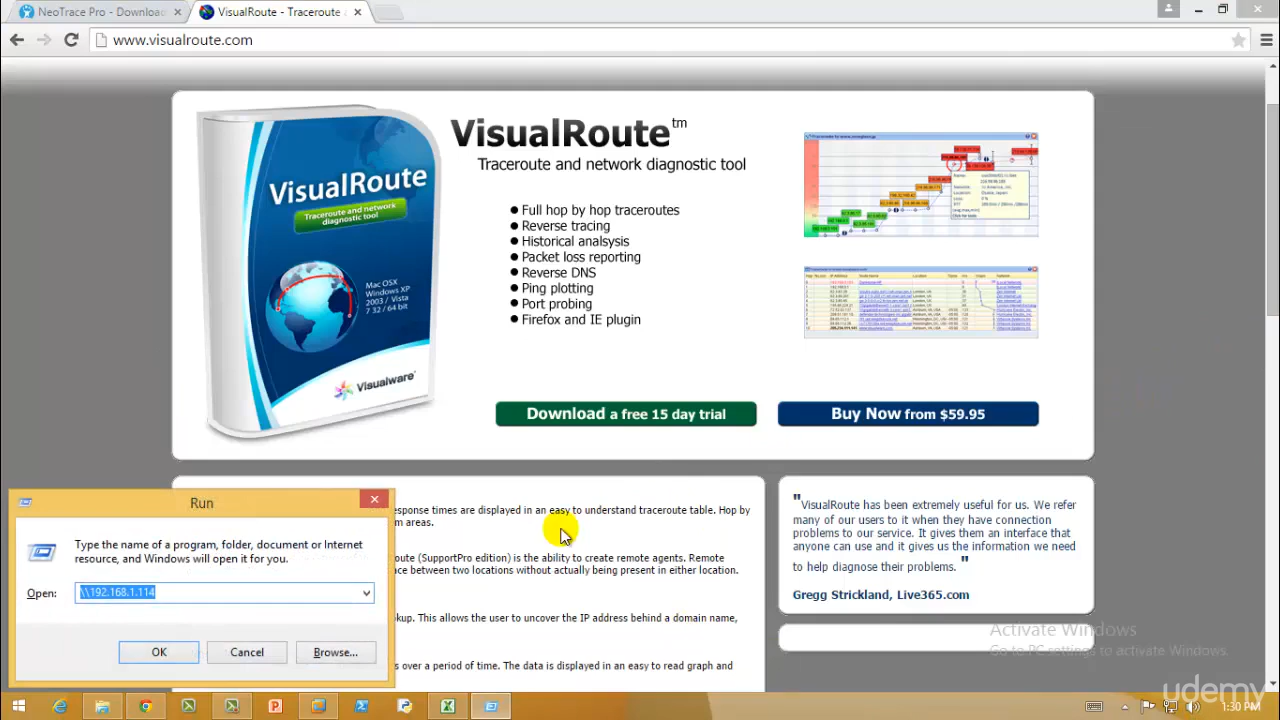 NeoTrace Pro - Download
VisualRoute - Traceroute
www.visualroute.com
VisualRoute™
Traceroute and network diagnostic tool
Full hop by hop traceroutes
Reverse tracing
Historical analsysis
Packet loss reporting
Reverse DNS
Ping plotting
Port probing
Firefox and IE plugin
VisualRoute
Traceroute and network
diagnostic tool
Mac OSX,
Windows XP
2003 / Vista
7 32 / 64 bit
Visualware
Download a free 15 day trial
Buy Now from $59.95
esponse times are displayed in an easy to understand traceroute table. Hop by
m areas.
oute (SupportPro edition) is the ability to create remote agents. Remote
ace between two locations without actually being present in either location.
kup. This allows the user to uncover the IP address behind a domain name,
s over a period of time. The data is displayed in an easy to read graph and
"VisualRoute has been extremely useful for us. We refer
many of our users to it when they have connection
problems to our service. It gives them an interface that
anyone can use and it gives us the information we need
to help diagnose their problems. "
Gregg Strickland, Live365.com
Run
Type the name of a program, folder, document or Internet
resource, and Windows will open it for you.
Open:
\\192.168.1.114
OK
Cancel
Browse...
Activate Windows
Go to PC settings to activate Windows.
udemy
1:30 PM